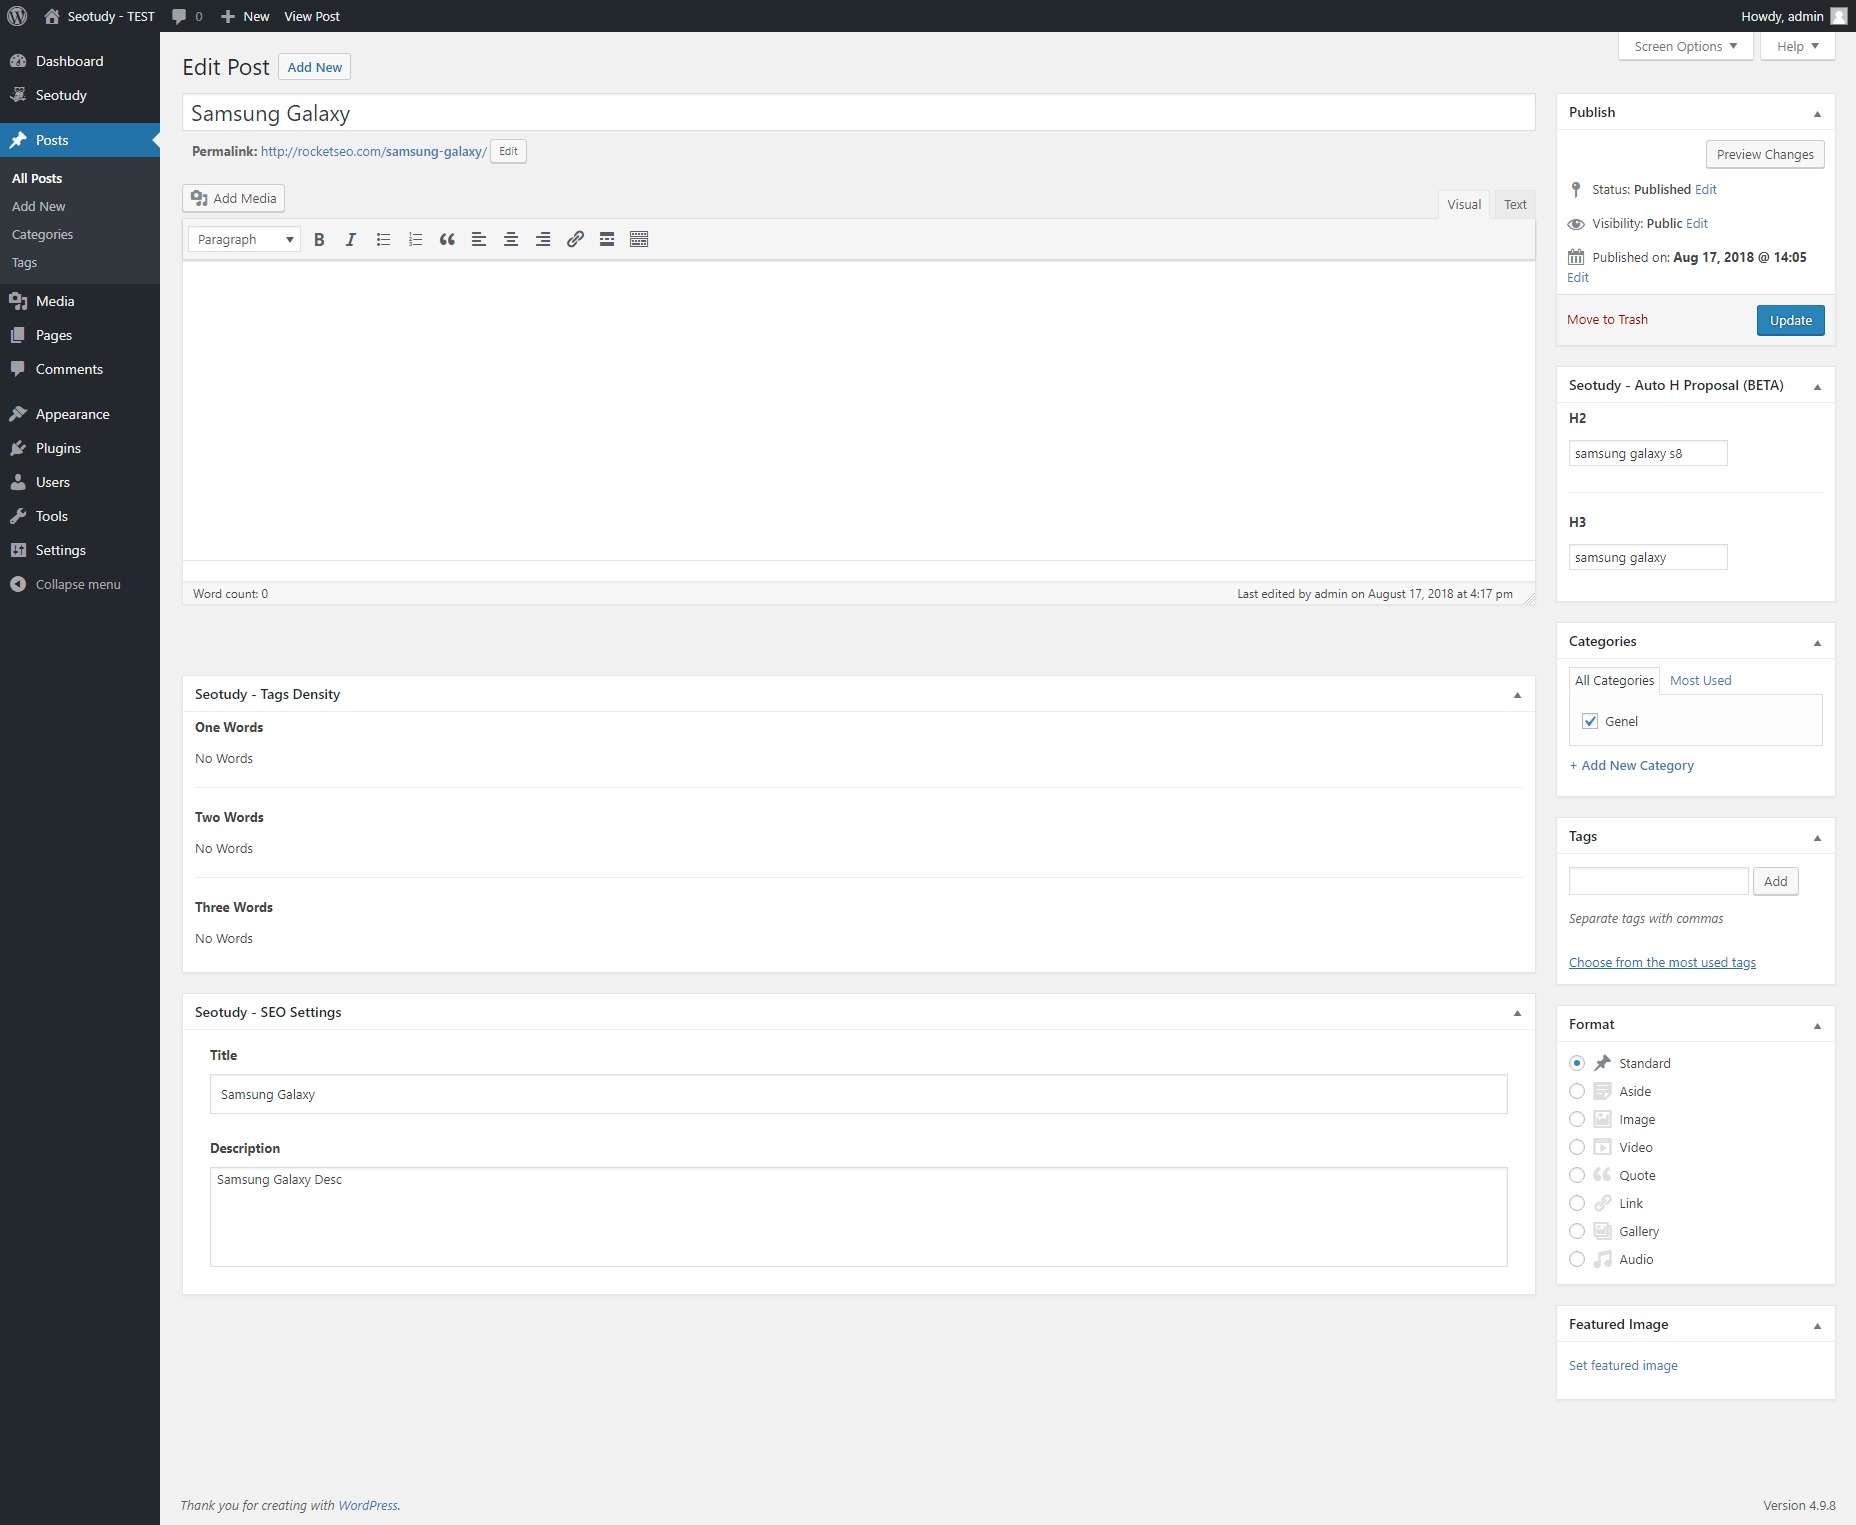 Seotudy - TEST 0 New View Post Howdy, admin
Screen Options Help
Dashboard
Seotudy
Posts
All Posts
Add New
Categories
Tags
Media
Pages
Comments
Appearance
Plugins
Users
Tools
Settings
Collapse menu
Edit Post Add New
Samsung Galaxy
Permalink: http://rocketseo.com/samsung-galaxy/ Edit
Add Media
Visual Text
Paragraph
Word count: 0 Last edited by admin on August 17, 2018 at 4:17 pm
Seotudy - Tags Density
One Words
No Words
Two Words
No Words
Three Words
No Words
Seotudy - SEO Settings
Title
Samsung Galaxy
Description
Samsung Galaxy Desc
Publish
Preview Changes
Status: Published Edit
Visibility: Public Edit
Published on: Aug 17, 2018 @ 14:05
Edit
Move to Trash Update
Seotudy - Auto H Proposal (BETA)
H2
samsung galaxy s8
H3
samsung galaxy
Categories
All Categories Most Used
Genel
+ Add New Category
Tags
Add
Separate tags with commas
Choose from the most used tags
Format
Standard
Aside
Image
Video
Quote
Link
Gallery
Audio
Featured Image
Set featured image
Thank you for creating with WordPress. Version 4.9.8